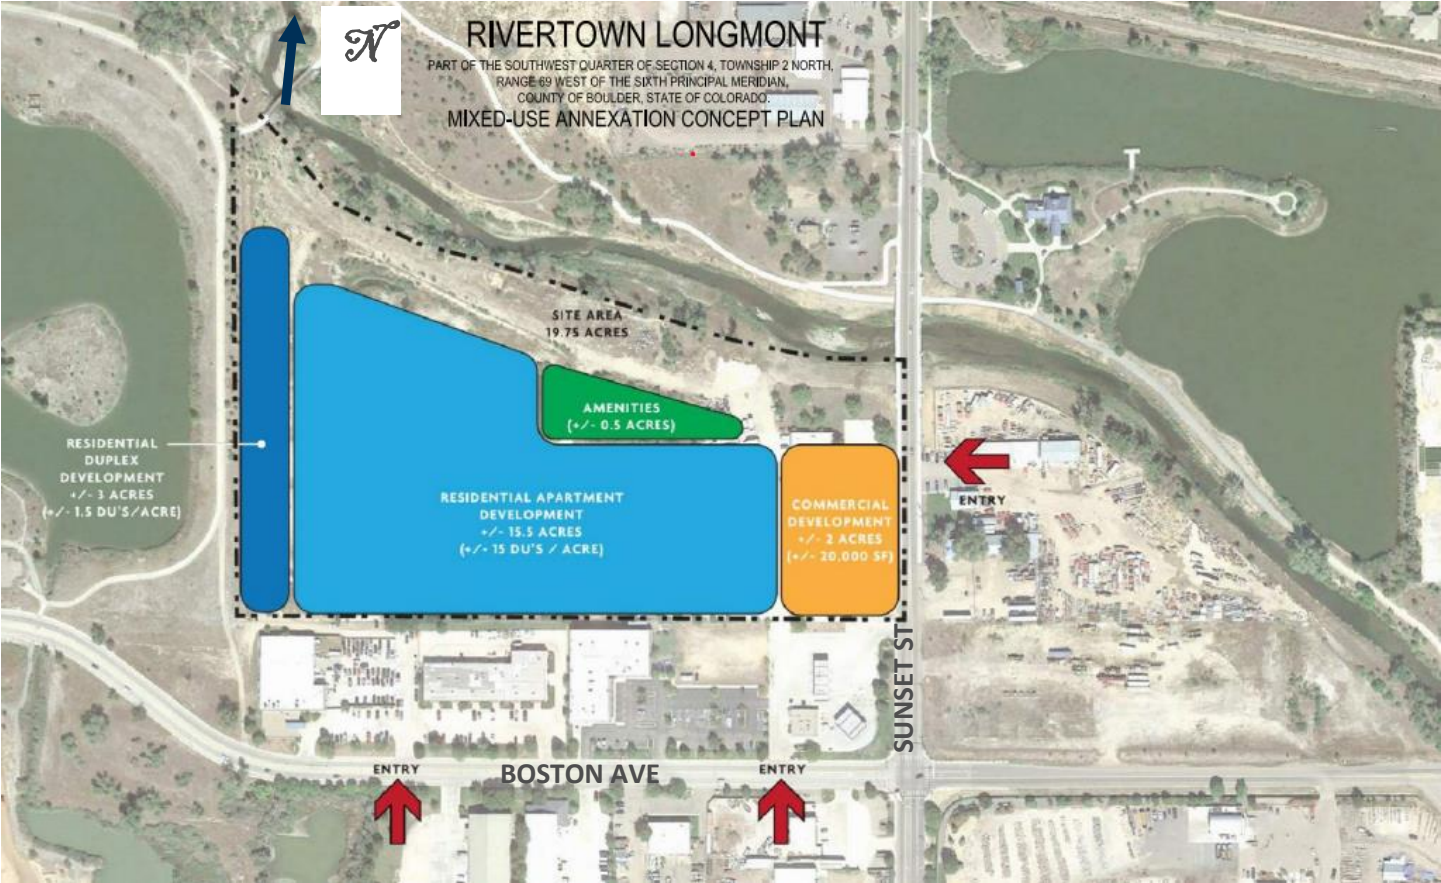 N
RIVERTOWN LONGMONT
PART OF THE SOUTHWEST QUARTER OF SECTION 4, TOWNSHIP 2 NORTH,
RANGE 69 WEST OF THE SIXTH PRINCIPAL MERIDIAN,
COUNTY OF BOULDER, STATE OF COLORADO.
MIXED-USE ANNEXATION CONCEPT PLAN
SITE AREA
19.75 ACRES
AMENITIES
(+/- 0.5 ACRES)
RESIDENTIAL
DUPLEX
DEVELOPMENT
+/- 3 ACRES
(+/- 1.5 DU'S/ACRE)
RESIDENTIAL APARTMENT
DEVELOPMENT
+/- 15.5 ACRES
(+/- 15 DU'S / ACRE)
COMMERCIAL
DEVELOPMENT
+/- 2 ACRES
(+/- 20,000 SF)
ENTRY
SUNSET ST
ENTRY
BOSTON AVE
ENTRY